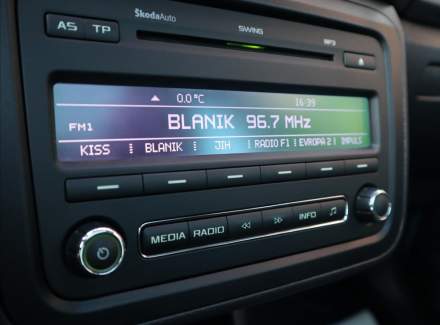 AS TP
ŠkodaAuto
SWING
MP3
0.0°C 16:39
FM1 BLANIK 96.7 MHz
KISS BLANIK JIH RADIO F1 EVROPA 2 IMPULS
MEDIA RADIO INFO